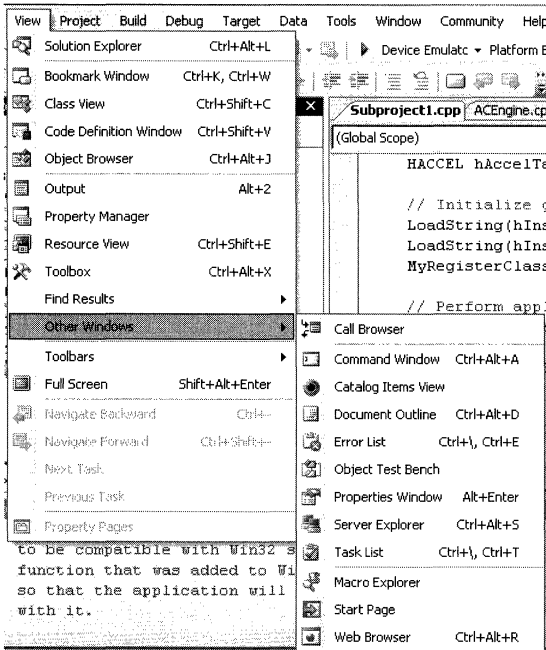 View Project Build Debug Target Data Tools Window Community Help
Solution Explorer Ctrl+Alt+L
Device Emulatc Platform E
Bookmark Window Ctrl+K, Ctrl+W
Class View Ctrl+Shift+C
Subproject1.cpp ACEngine.cp
Code Definition Window Ctrl+Shift+V
(Global Scope)
Object Browser Ctrl+Alt+J
HACCEL hAccelTa
Output Alt+2
// Initialize g
Property Manager
LoadString(hIns
Resource View Ctrl+Shift+E
LoadString(hIns
Toolbox Ctrl+Alt+X
MyRegisterClass
Find Results
// Perform appl
Other Windows
Toolbars
Full Screen Shift+Alt+Enter
Navigate Backward Ctrl+-
Navigate Forward Ctrl+Shift+-
Next Task
Previous Task
Property Pages
Call Browser
Command Window Ctrl+Alt+A
Catalog Items View
Document Outline Ctrl+Alt+D
Error List Ctrl+\, Ctrl+E
Object Test Bench
Properties Window Alt+Enter
Server Explorer Ctrl+Alt+S
Task List Ctrl+\, Ctrl+T
Macro Explorer
Start Page
Web Browser Ctrl+Alt+R
to be compatible with Win32 s
function that was added to Wi
so that the application will
with it.